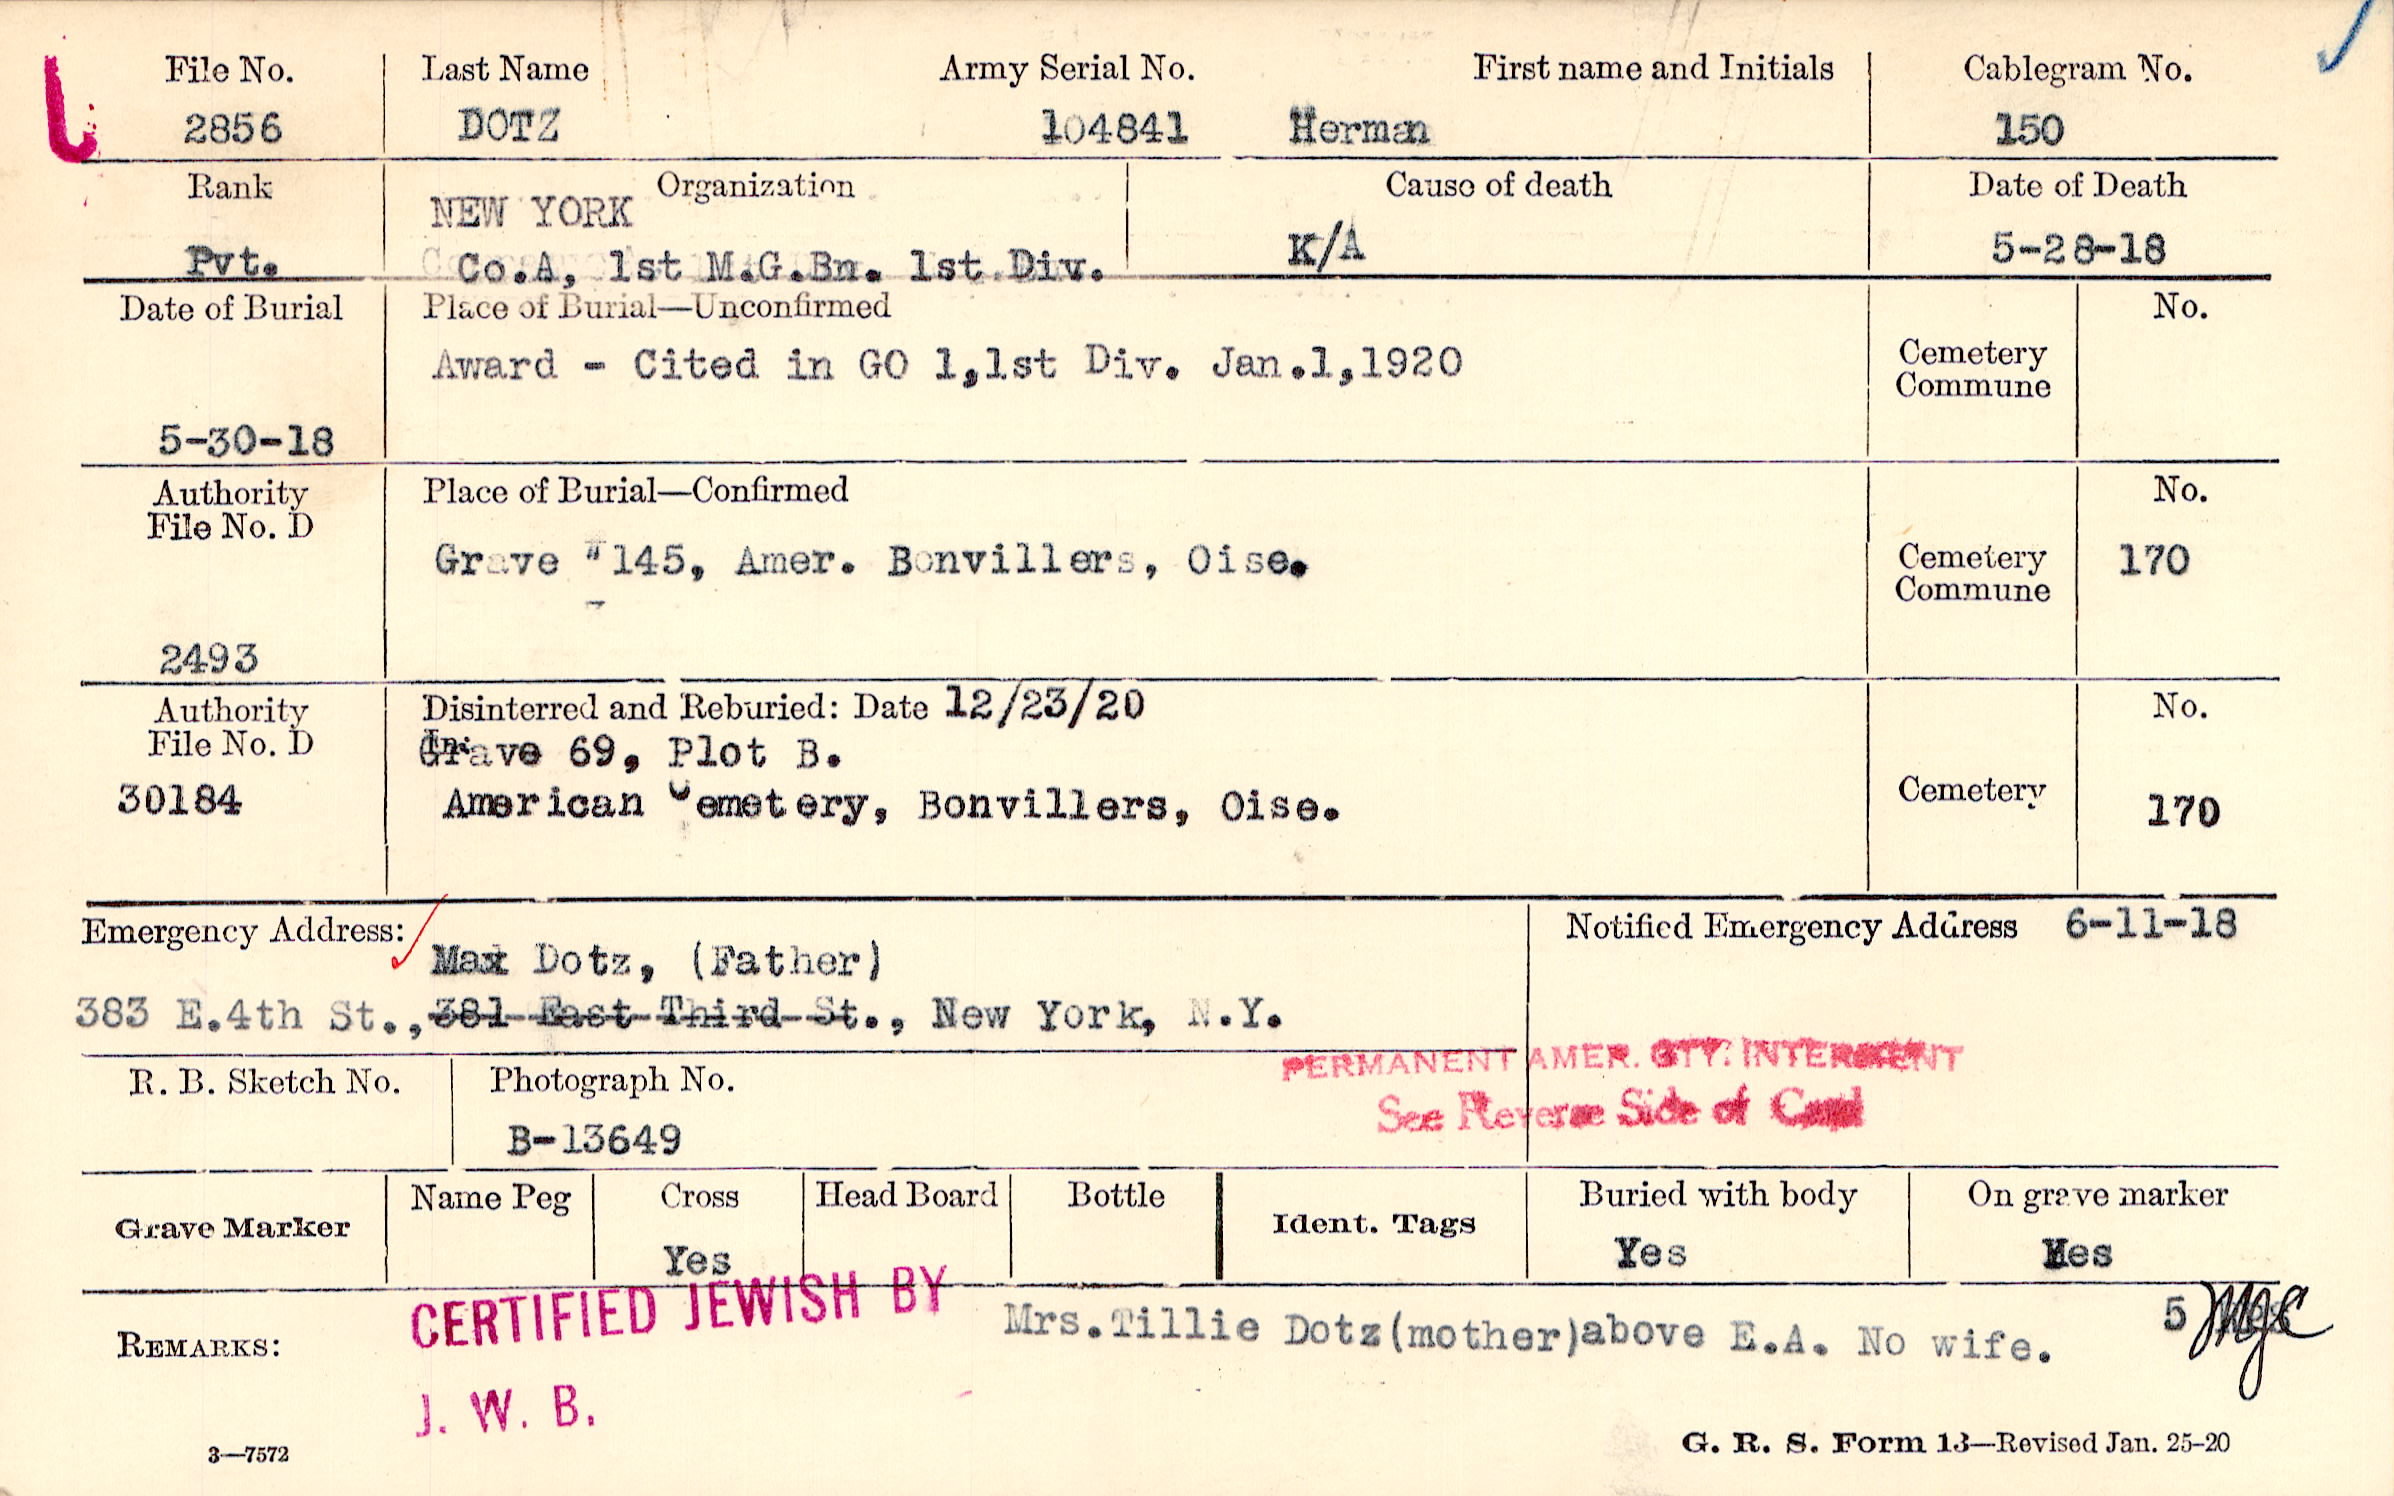 File No. Last Name Army Serial No. First name and Initials Cablegram No.
2856 DOTZ 104841 Herman 150
Rank Organization Cause of death Date of Death
NEW YORK
Pvt. Co.A, 1st M.G.Bn. 1st Div. K/A 5-28-18
Date of Burial Place of Burial—Unconfirmed No.
Award - Cited in GO 1,1st Div. Jan.1,1920 Cemetery
Commune
5-30-18
Authority Place of Burial—Confirmed No.
File No. D
Grave #145, Amer. Bonvillers, Oise. Cemetery 170
Commune
2493
Authority Disinterred and Reburied: Date 12/23/20 No.
File No. D In:
Grave 69, Plot B.
30184 American Cemetery, Bonvillers, Oise. Cemetery 170
Emergency Address: Notified Emergency Address 6-11-18
Max Dotz, (Father)
383 E.4th St., 381 East Third St., New York, N.Y.
PERMANENT AMER. CTY. INTERMENT
See Reverse Side of Card
R. B. Sketch No. Photograph No.
B-13649
Grave Marker Name Peg Cross Head Board Bottle Ident. Tags Buried with body On grave marker
Yes Yes Yes
CERTIFIED JEWISH BY
J. W. B.
REMARKS: Mrs.Tillie Dotz(mother)above E.A. No wife. 5
3—7572 G. R. S. Form 13—Revised Jan. 25-20